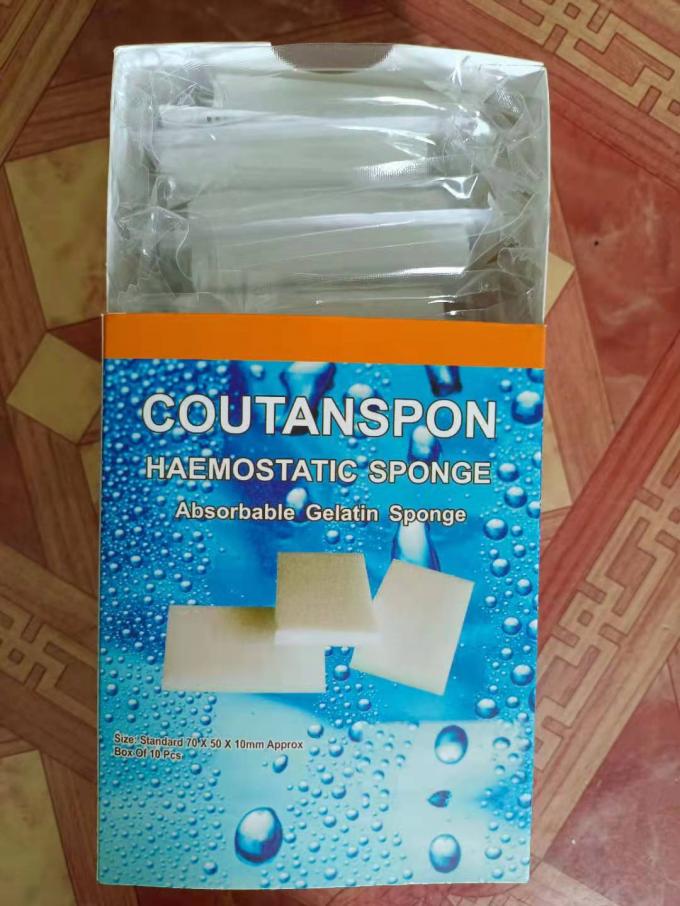 COUTANSPON
HAEMOSTATIC SPONGE
Absorbable Gelatin Sponge
Size: Standard 70 X 50 X 10mm Approx
Box Of 10 Pcs